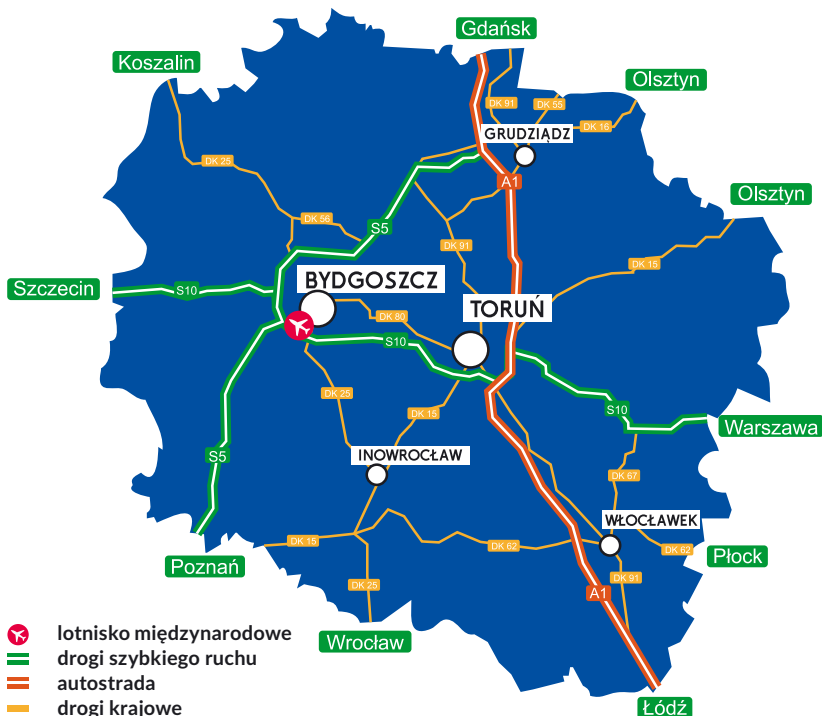 Gdańsk
Koszalin
Olsztyn
DK 91
DK 55
DK 16
GRUDZIĄDZ
DK 25
A1
Olsztyn
DK 56
S5
DK 91
DK 15
Szczecin
S10
BYDGOSZCZ
TORUŃ
DK 80
S10
DK 25
DK 15
S10
Warszawa
S5
INOWROCŁAW
DK 67
WŁOCŁAWEK
DK 15
DK 62
DK 62
Płock
Poznań
DK 25
DK 91
A1
Wrocław
lotnisko międzynarodowe
drogi szybkiego ruchu
autostrada
drogi krajowe
Łódź